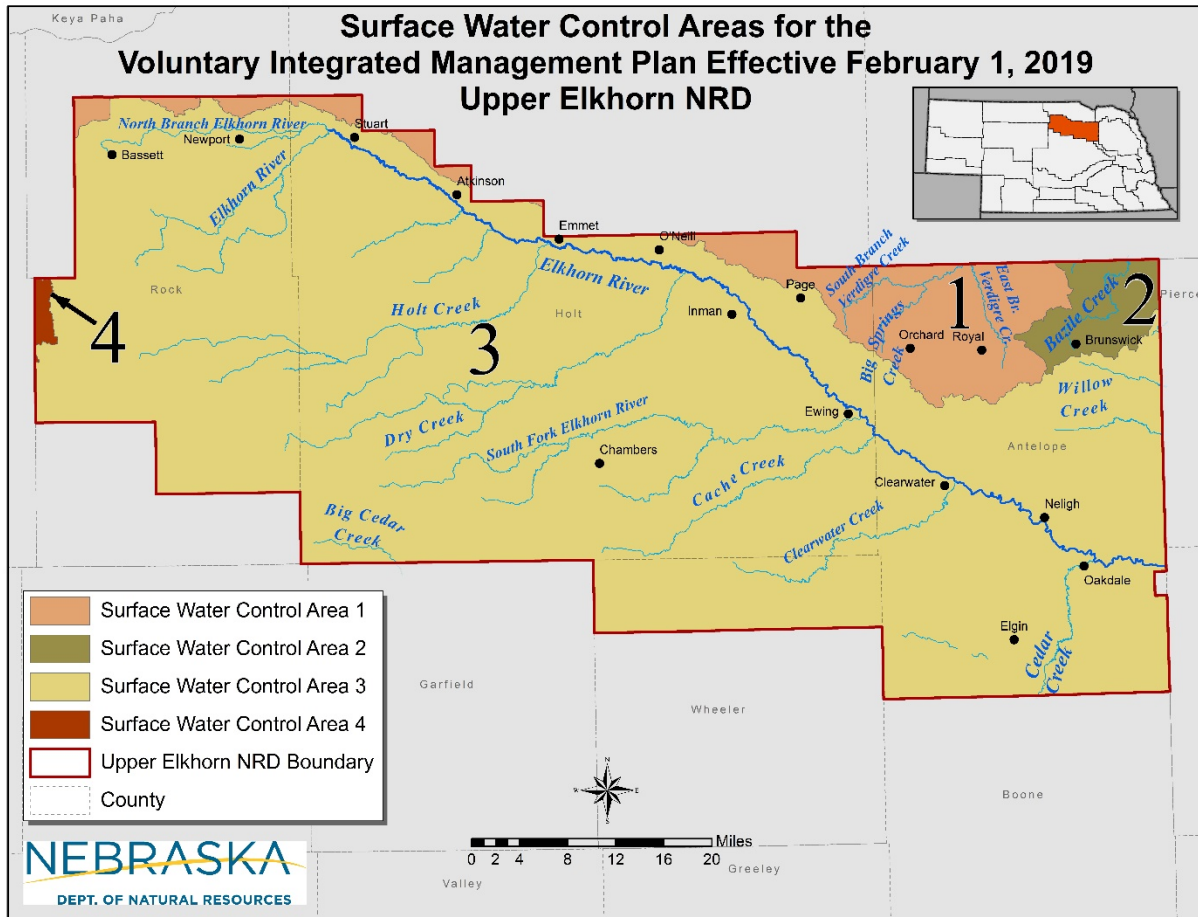 Keya Paha
Surface Water Control Areas for the
Voluntary Integrated Management Plan Effective February 1, 2019
Upper Elkhorn NRD
North Branch Elkhorn River
Stuart
Newport
Bassett
Elkhorn River
Atkinson
Emmet
O'Neill
Elkhorn River
South Branch
Verdigre Creek
East Br.
Verdigre Cr.
Page
1
2
Pierce
Bazile Creek
Rock
4
Holt Creek
Holt
Inman
3
Big Springs
Creek
Orchard
Royal
Brunswick
Willow
Creek
Dry Creek
South Fork Elkhorn River
Ewing
Chambers
Cache Creek
Antelope
Clearwater
Clearwater Creek
Neligh
Big Cedar
Creek
Oakdale
Elgin
Cedar
Creek
Surface Water Control Area 1
Surface Water Control Area 2
Surface Water Control Area 3
Surface Water Control Area 4
Upper Elkhorn NRD Boundary
County
Garfield
Wheeler
Boone
N
W
E
S
Miles
0 2 4 8 12 16 20
Greeley
Valley
NEBRASKA
DEPT. OF NATURAL RESOURCES